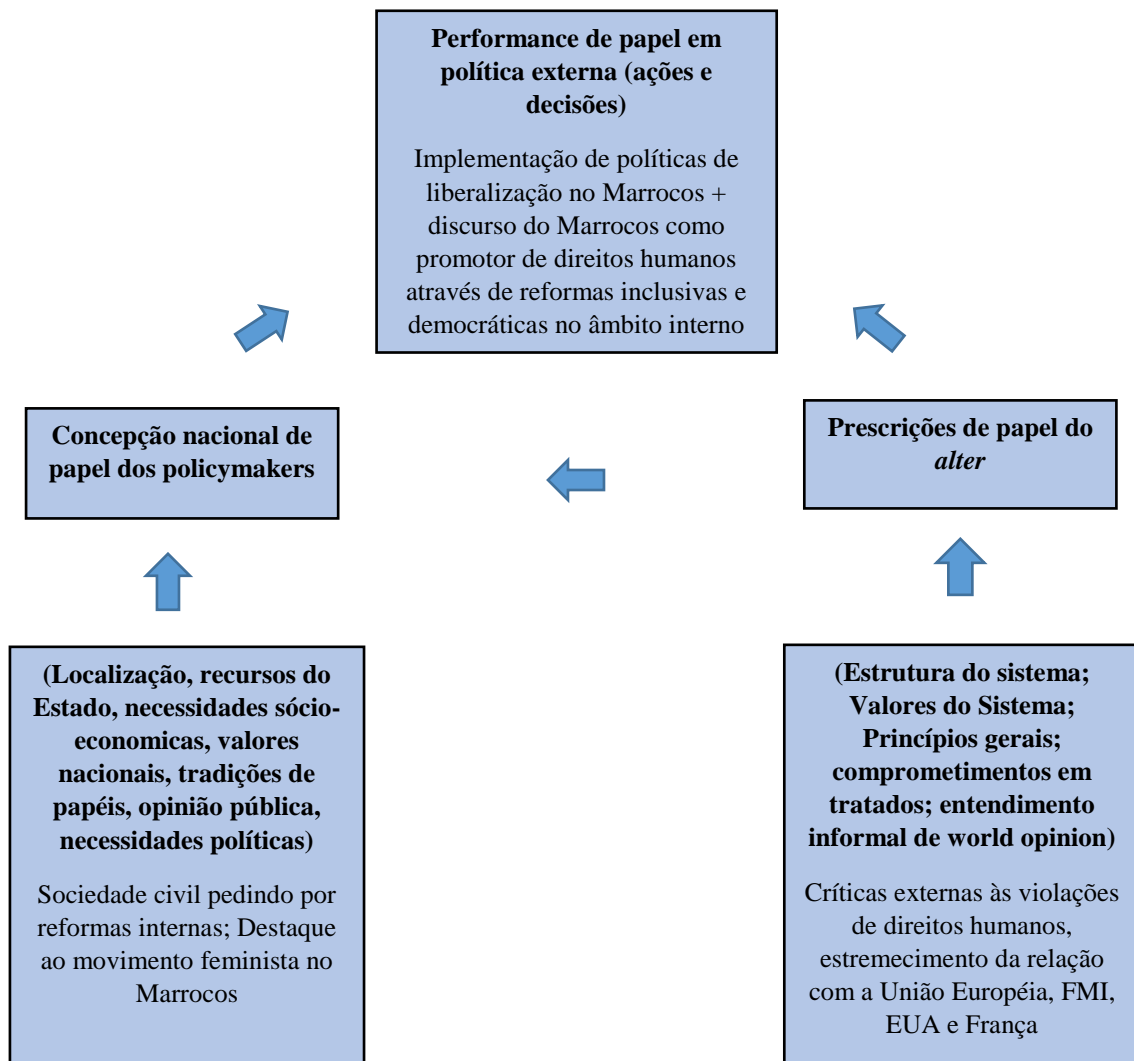 Performance de papel em
política externa (ações e
decisões)
Implementação de políticas de
liberalização no Marrocos +
discurso do Marrocos como
promotor de direitos humanos
através de reformas inclusivas e
democráticas no âmbito interno
Concepção nacional de
papel dos policymakers
Prescrições de papel do
alter
(Localização, recursos do
Estado, necessidades sócio-
economicas, valores
nacionais, tradições de
papéis, opinião pública,
necessidades políticas)
Sociedade civil pedindo por
reformas internas; Destaque
ao movimento feminista no
Marrocos
(Estrutura do sistema;
Valores do Sistema;
Princípios gerais;
comprometimentos em
tratados; entendimento
informal de world opinion)
Críticas externas às violações
de direitos humanos,
estremecimento da relação
com a União Européia, FMI,
EUA e França